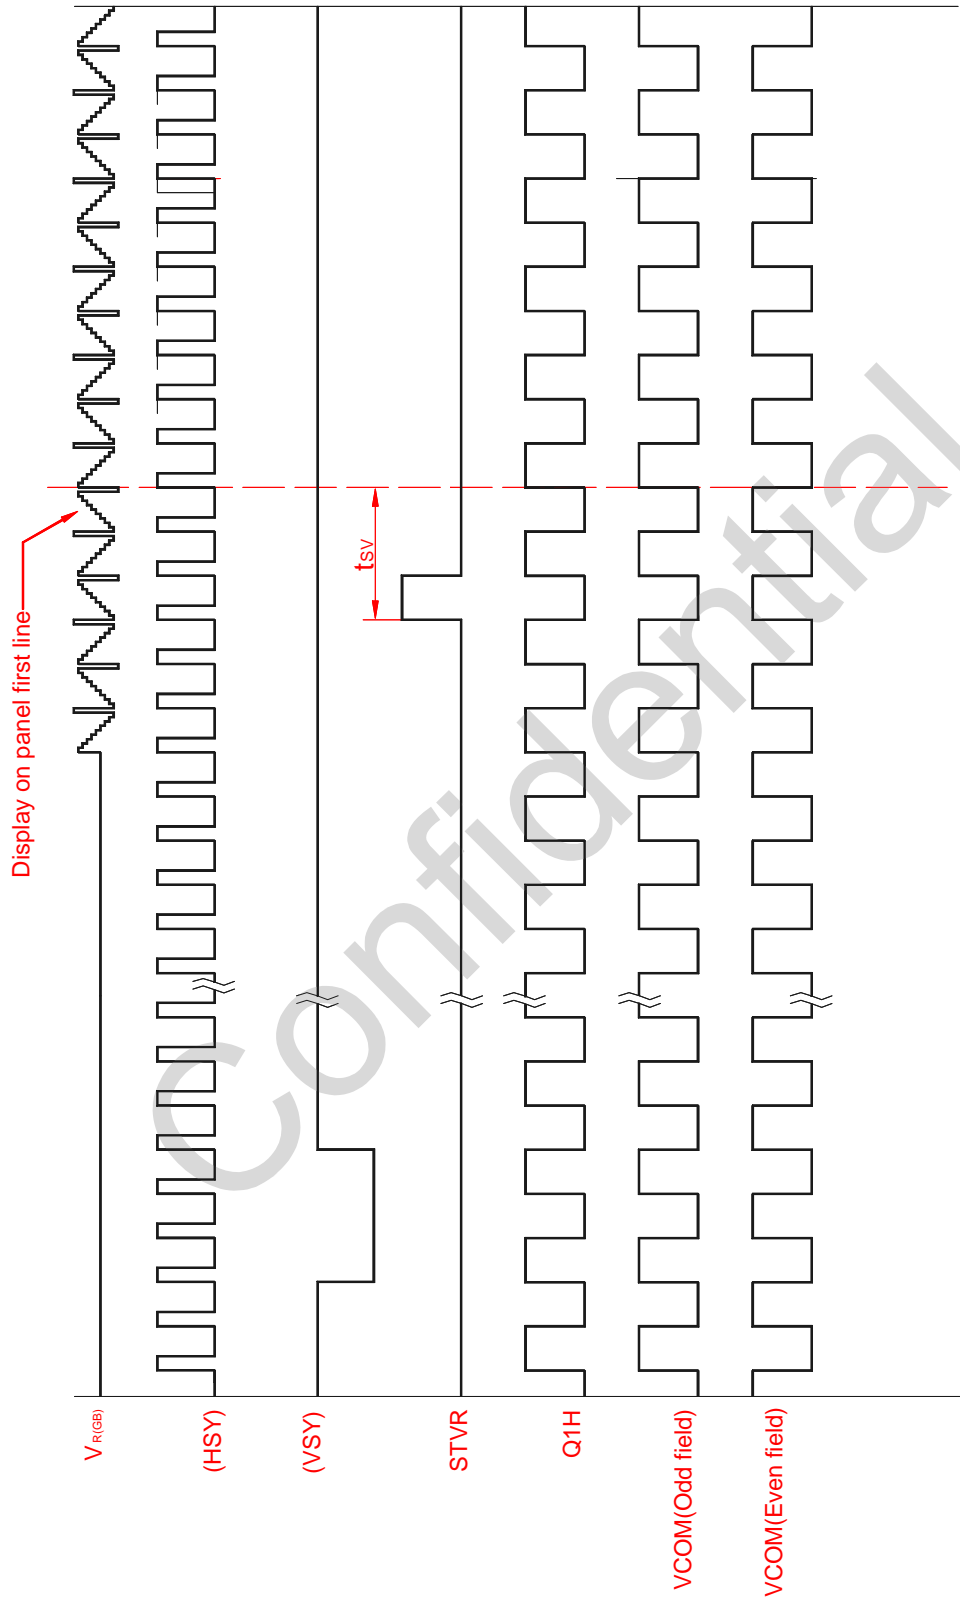 Display on panel first line
tsv
VR(GB)
(HSY)
(VSY)
STVR
Q1H
VCOM(Odd field)
VCOM(Even field)
Confidential